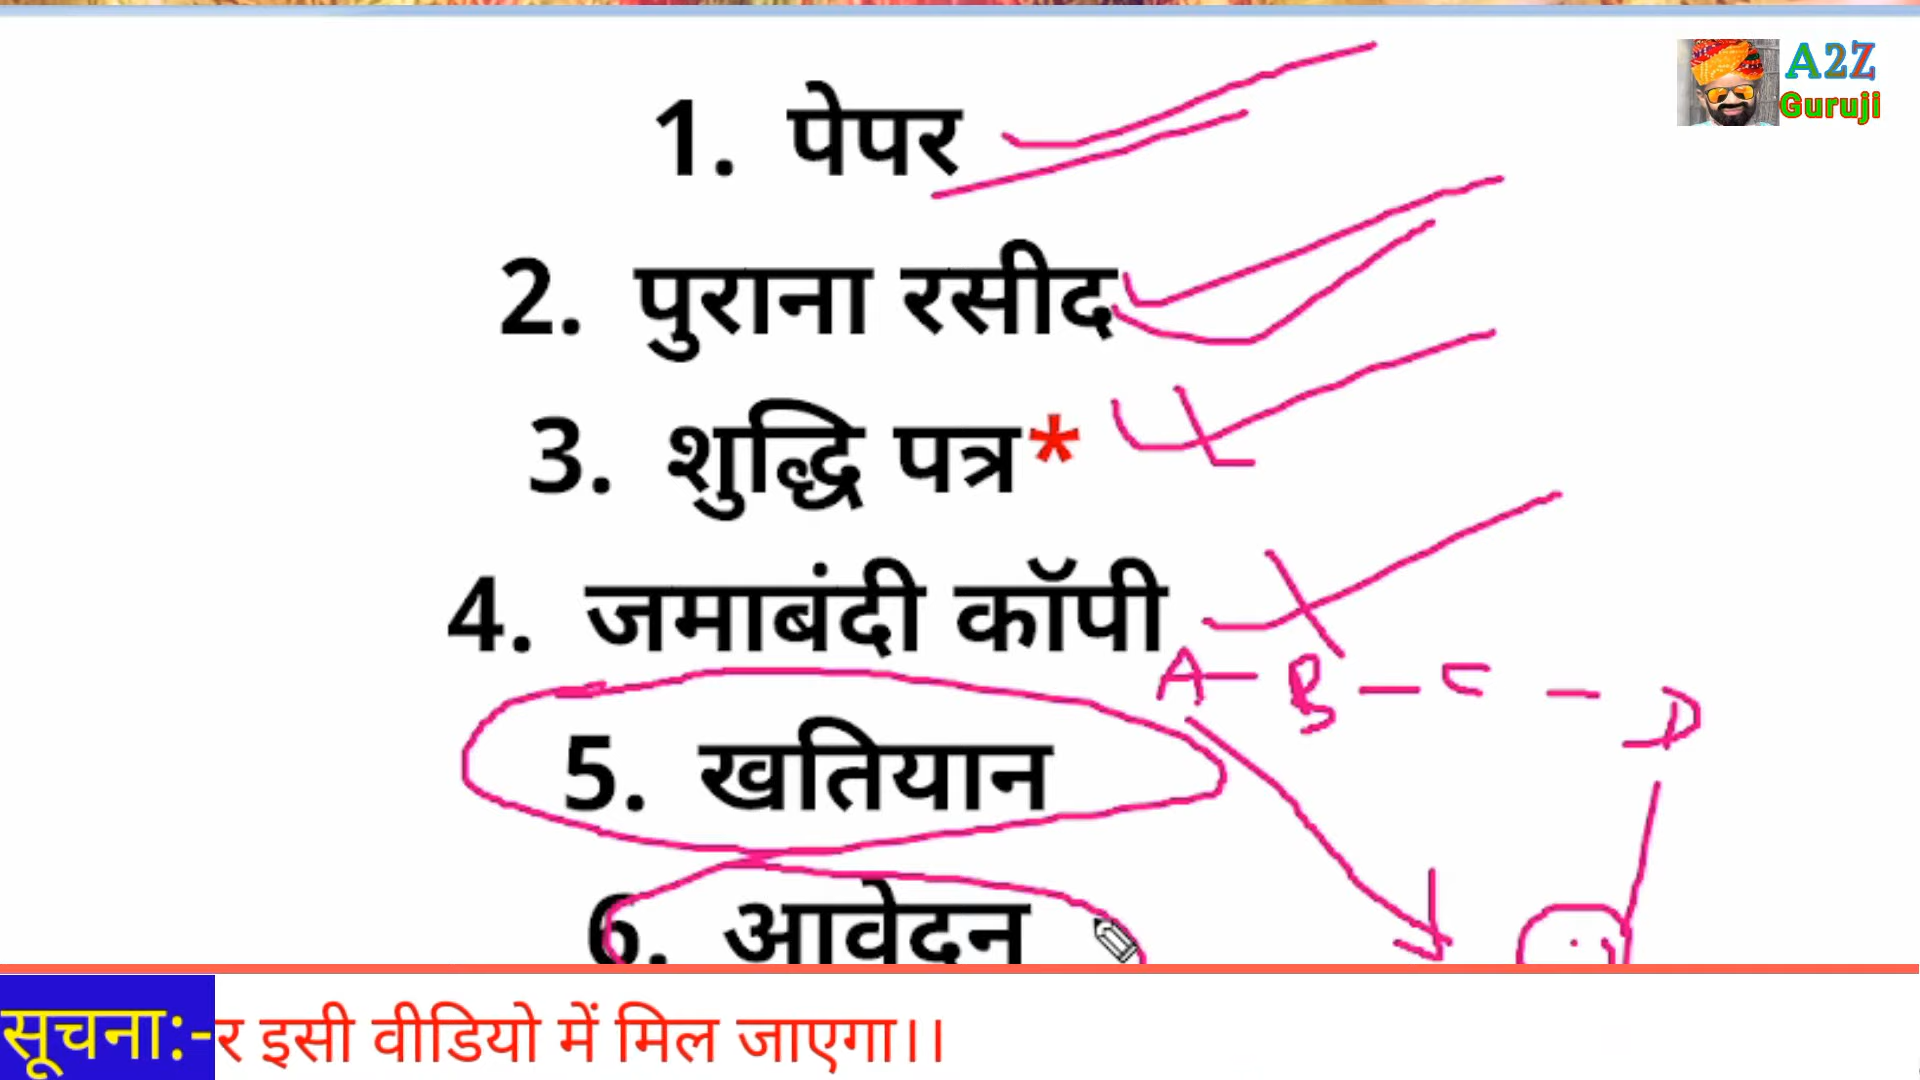 A2Z
Guruji
1. पेपर
2. पुराना रसीद
3. शुद्धि पत्र*
4. जमाबंदी कॉपी
A - B - C - D
5. खतियान
6. आवेदन
सूचना:-र इसी वीडियो में मिल जाएगा।।